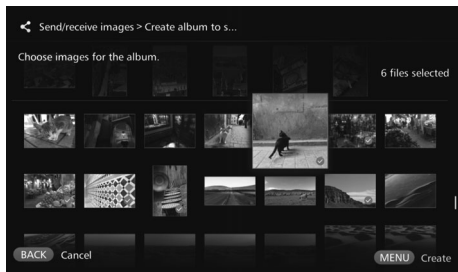 Send/receive images > Create album to s...
Choose images for the album.
6 files selected
BACK Cancel
MENU Create